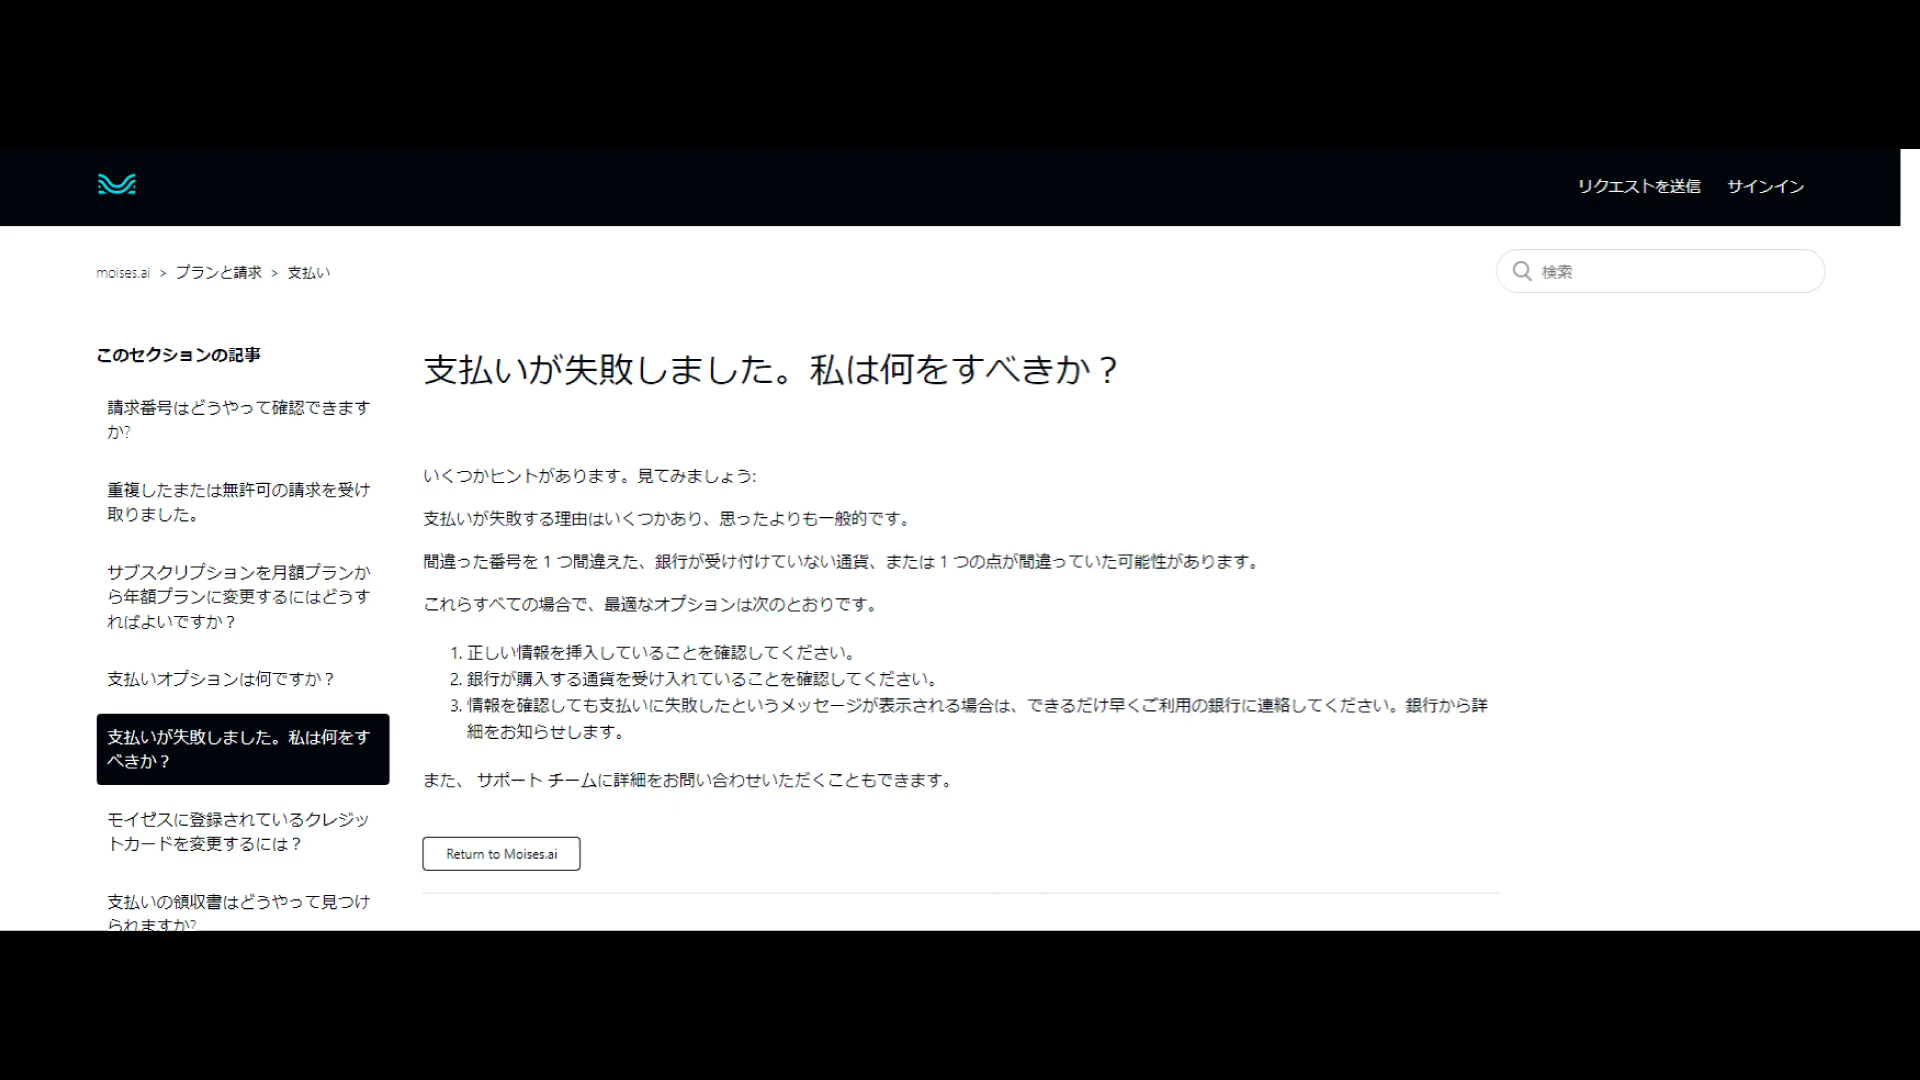 リクエストを送信 サインイン
moises.ai > プランと請求 > 支払い
検索
このセクションの記事
請求番号はどうやって確認できます
か?
重複したまたは無許可の請求を受け
取りました。
サブスクリプションを月額プランか
ら年額プランに変更するにはどうす
ればよいですか？
支払いオプションは何ですか？
支払いが失敗しました。私は何をす
べきか？
モイゼスに登録されているクレジッ
トカードを変更するには？
支払いの領収書はどうやって見つけ
られますか?
支払いが失敗しました。私は何をすべきか？
いくつかヒントがあります。見てみましょう:
支払いが失敗する理由はいくつかあり、思ったよりも一般的です。
間違った番号を 1 つ間違えた、銀行が受け付けていない通貨、または 1 つの点が間違っていた可能性があります。
これらすべての場合で、最適なオプションは次のとおりです。
1. 正しい情報を挿入していることを確認してください。
2. 銀行が購入する通貨を受け入れていることを確認してください。
3. 情報を確認しても支払いに失敗したというメッセージが表示される場合は、できるだけ早くご利用の銀行に連絡してください。銀行から詳
細をお知らせします。
また、 サポート チームに詳細をお問い合わせいただくこともできます。
Return to Moises.ai